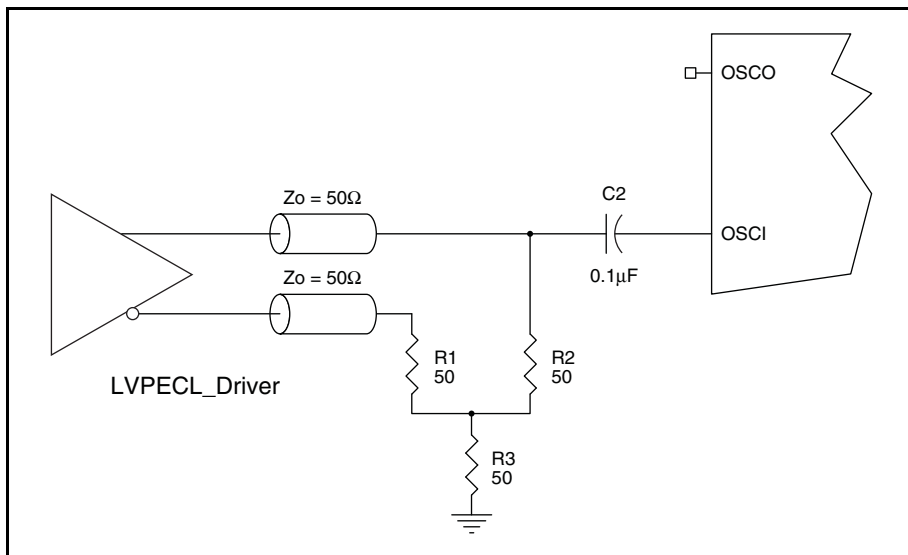 OSCO
Zo = 50Ω
C2
OSCI
0.1μF
Zo = 50Ω
R1
50
R2
50
LVPECL_Driver
R3
50